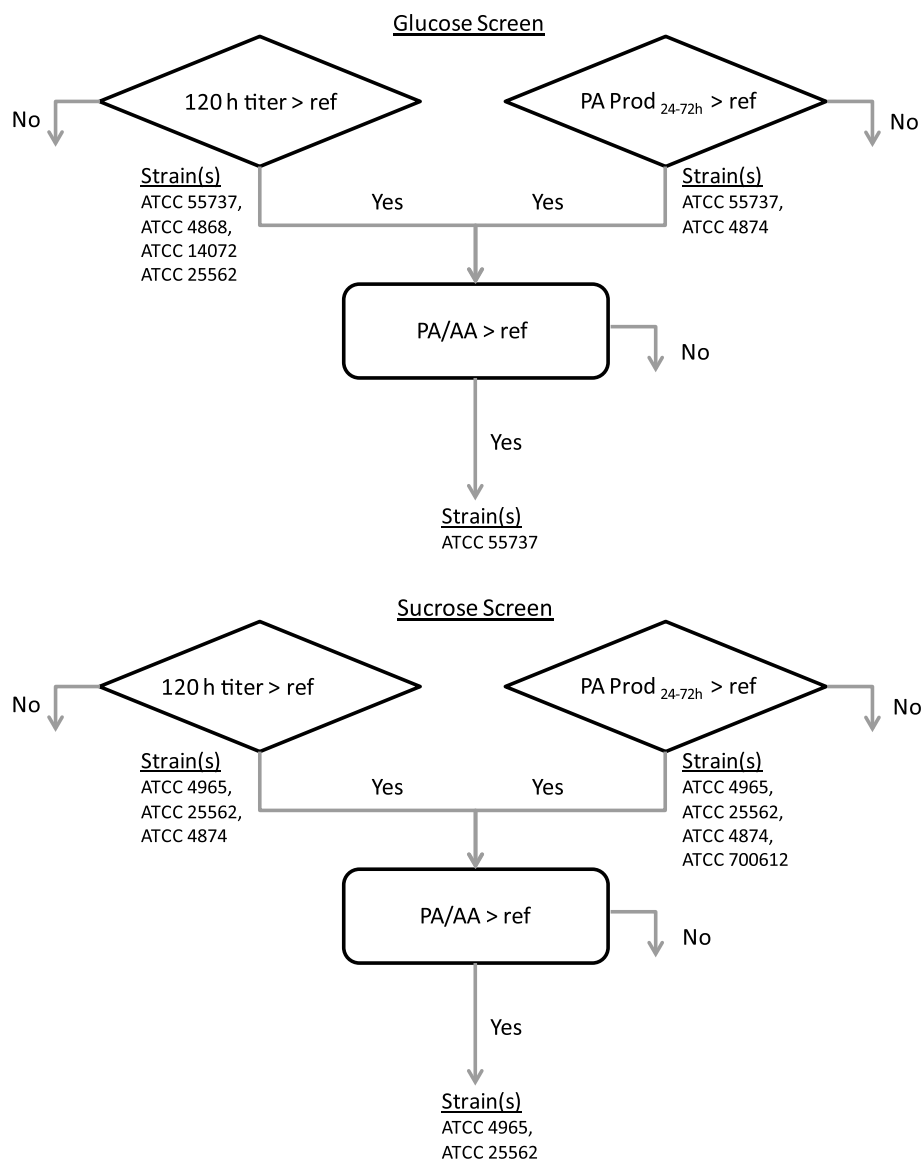 Glucose Screen
120 h titer > ref
PA Prod 24-72h > ref
No
No
Strain(s)
ATCC 55737,
ATCC 4868,
ATCC 14072
ATCC 25562
Yes
Yes
Strain(s)
ATCC 55737,
ATCC 4874
PA/AA > ref
No
Yes
Strain(s)
ATCC 55737
Sucrose Screen
120 h titer > ref
PA Prod 24-72h > ref
No
No
Strain(s)
ATCC 4965,
ATCC 25562,
ATCC 4874
Yes
Yes
Strain(s)
ATCC 4965,
ATCC 25562,
ATCC 4874,
ATCC 700612
PA/AA > ref
No
Yes
Strain(s)
ATCC 4965,
ATCC 25562